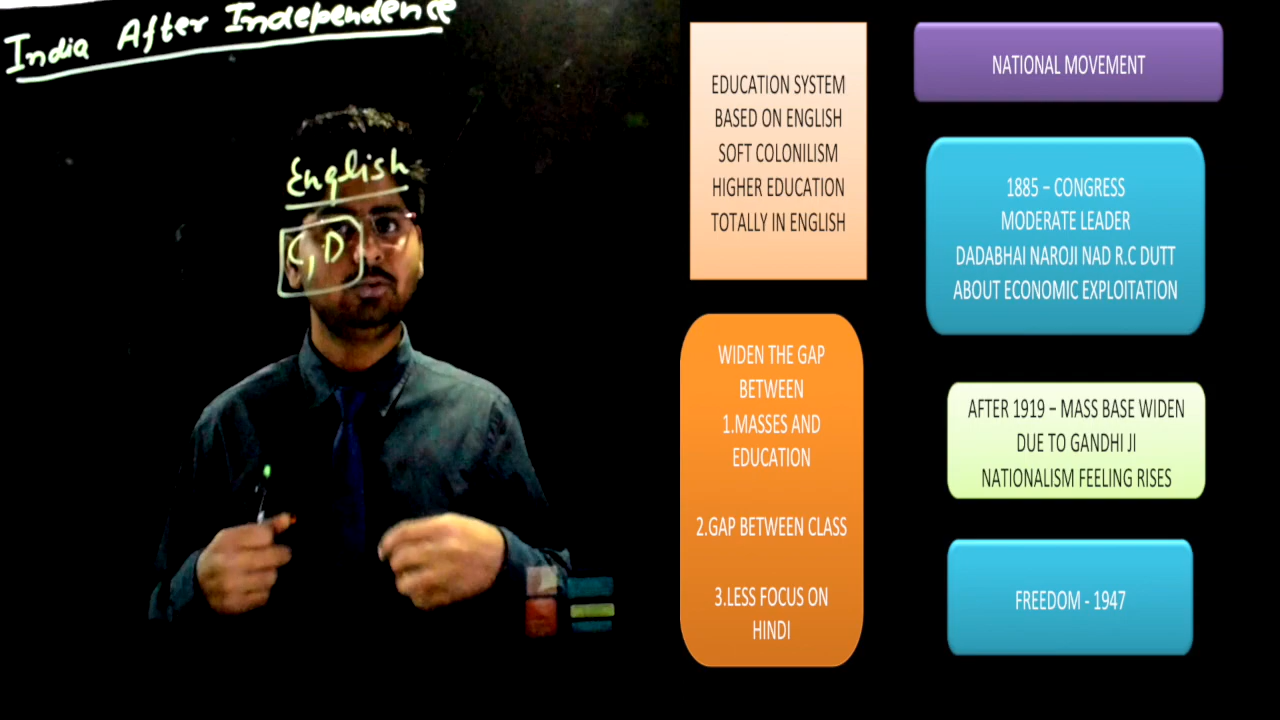 India After Independence
English
C, D
EDUCATION SYSTEM
BASED ON ENGLISH
SOFT COLONILISM
HIGHER EDUCATION
TOTALLY IN ENGLISH
WIDEN THE GAP
BETWEEN
1.MASSES AND
EDUCATION
2.GAP BETWEEN CLASS
3.LESS FOCUS ON
HINDI
NATIONAL MOVEMENT
1885 – CONGRESS
MODERATE LEADER
DADABHAI NAROJI NAD R.C DUTT
ABOUT ECONOMIC EXPLOITATION
AFTER 1919 – MASS BASE WIDEN
DUE TO GANDHI JI
NATIONALISM FEELING RISES
FREEDOM - 1947